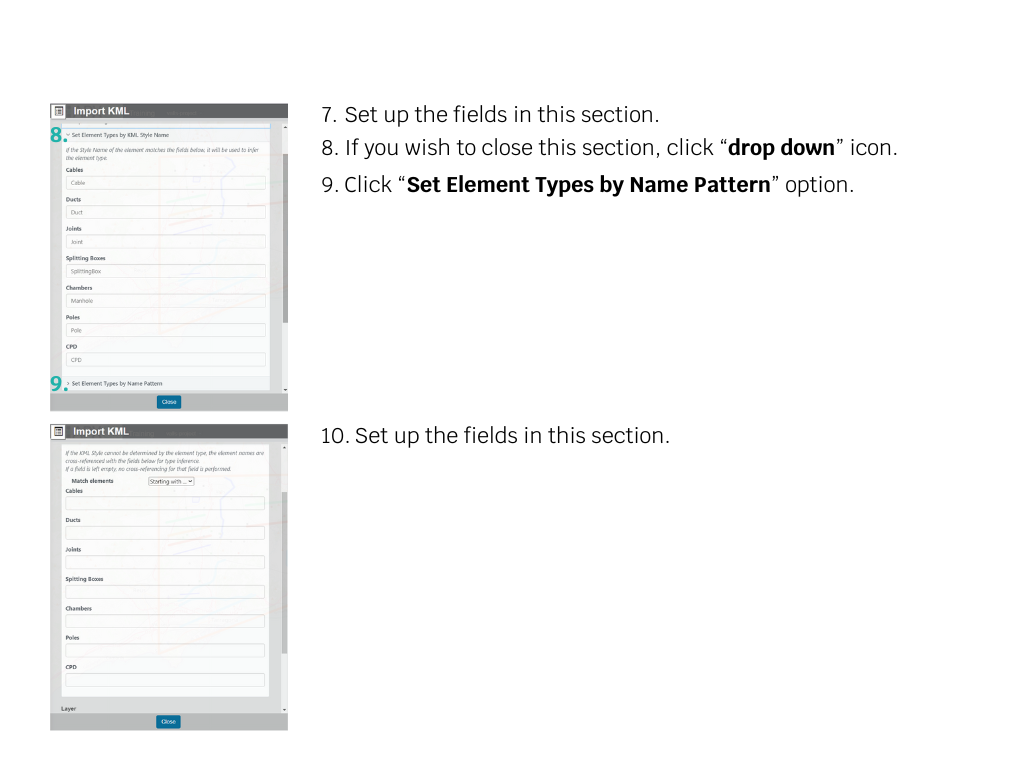 Import KML
8.
Set Element Types by KML Style Name
If the Style Name of the element matches the fields below, it will be used to infer
the element type.
Cables
Cable
Ducts
Duct
Joints
Joint
Splitting Boxes
SplittingBox
Chambers
Manhole
Poles
Pole
CPD
CPD
9.
Set Element Types by Name Pattern
Close
7. Set up the fields in this section.
8. If you wish to close this section, click “drop down” icon.
9. Click “Set Element Types by Name Pattern” option.
Import KML
If the KML Style cannot be determined by the element type, the element names are
cross-referenced with the fields below for type inference.
If a field is left empty, no cross-referencing for that field is performed.
Match elements Starting with...
Cables
Ducts
Joints
Spitting Boxes
Chambers
Poles
CPD
Layer
Close
10. Set up the fields in this section.